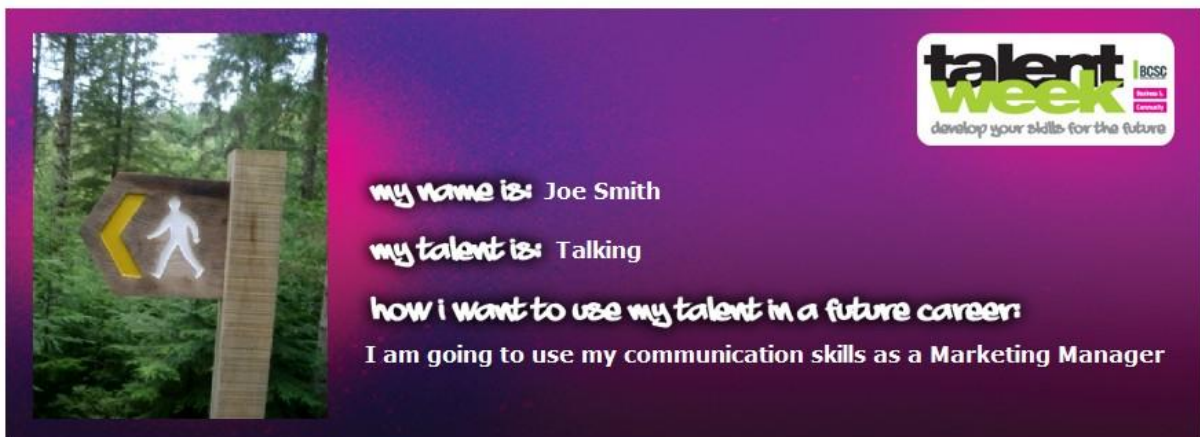 talent
week
BCSC
Business &
Community
develop your skills for the future
my name is: Joe Smith
my talent is: Talking
how i want to use my talent in a future career:
I am going to use my communication skills as a Marketing Manager